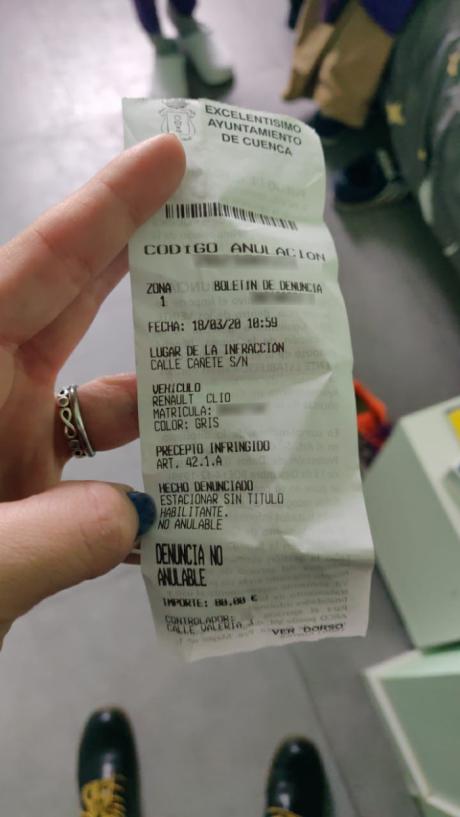 EXCELENTISIMO
AYUNTAMIENTO
DE CUENCA
CODIGO ANULACION
ZONA BOLETIN DE DENUNCIA
1
FECHA: 18/03/20 10:59
LUGAR DE LA INFRACCION
CALLE CAÑETE S/N
VEHICULO
RENAULT CLIO
MATRICULA:
COLOR: GRIS
PRECEPTO INFRINGIDO
ART. 42.1.A
HECHO DENUNCIADO
ESTACIONAR SIN TITULO
HABILITANTE.
NO ANULABLE
DENUNCIA NO
ANULABLE
IMPORTE: 80,00 €
CONTROLADOR:
CALLE VALERIA
VER DORSO